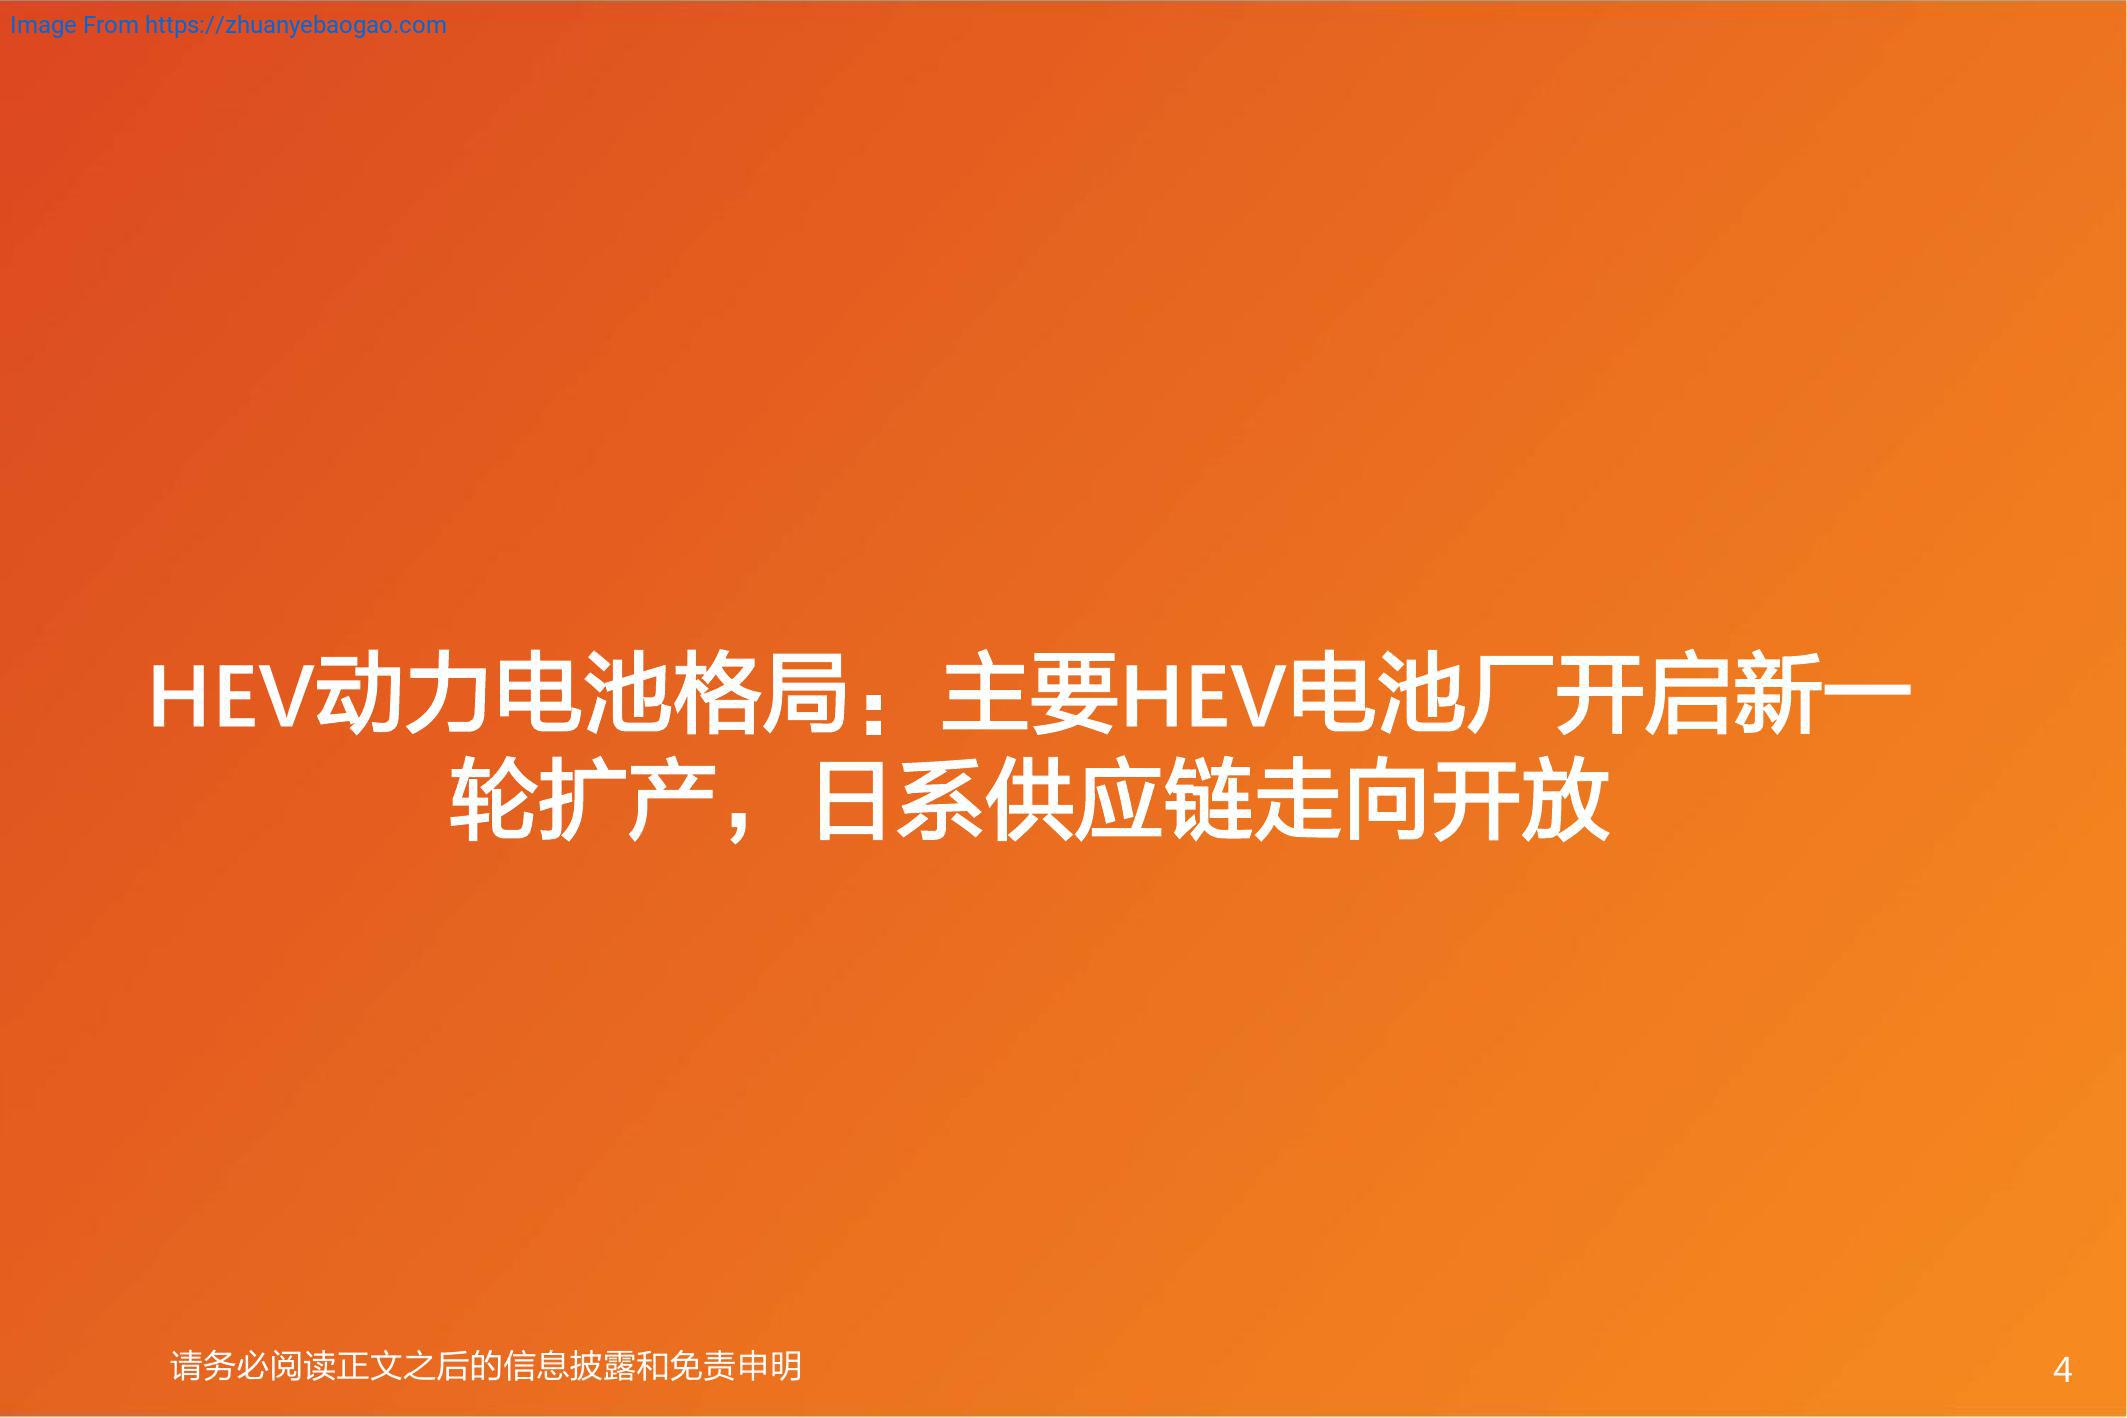 Image From https://zhuanyebaogao.com
HEV动力电池格局：主要HEV电池厂开启新一
轮扩产，日系供应链走向开放
请务必阅读正文之后的信息披露和免责申明
4